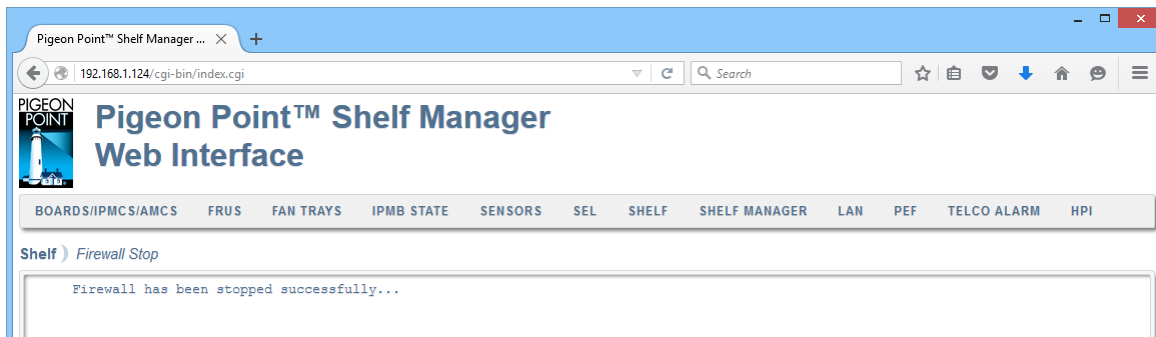 Pigeon Point™ Shelf Manager ...
192.168.1.124/cgi-bin/index.cgi
Search
PIGEON
POINT
Pigeon Point™ Shelf Manager
Web Interface
BOARDS/IPMCS/AMCS FRUS FAN TRAYS IPMB STATE SENSORS SEL SHELF SHELF MANAGER LAN PEF TELCO ALARM HPI
Shelf Firewall Stop
Firewall has been stopped successfully...